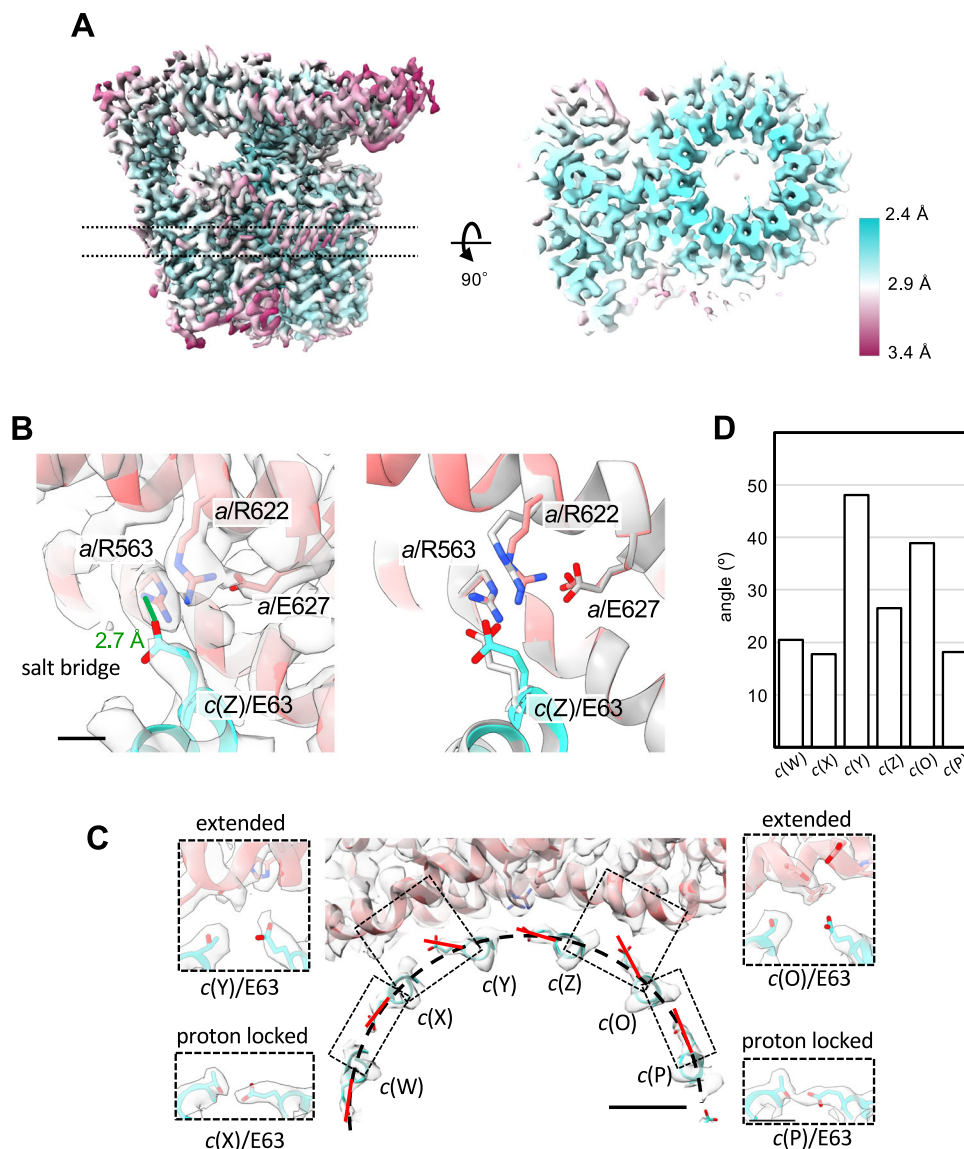 A
90°
2.4 Å
2.9 Å
3.4 Å
B
a/R622
a/R563
a/E627
2.7 Å
salt bridge
c(Z)/E63
a/R622
a/R563
a/E627
c(Z)/E63
D
angle (°)
50
40
30
20
10
c(W)
c(X)
c(Y)
c(Z)
c(O)
c(P)
C
extended
c(Y)/E63
proton locked
c(X)/E63
c(W)
c(X)
c(Y)
c(Z)
c(O)
c(P)
extended
c(O)/E63
proton locked
c(P)/E63